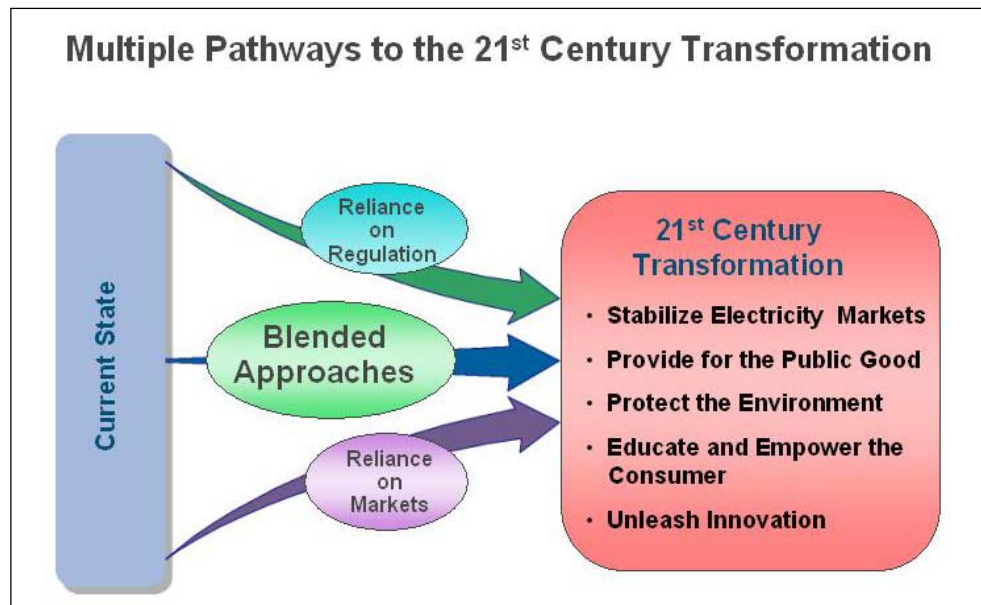 Multiple Pathways to the 21st Century Transformation
Current State
Reliance
on
Regulation
Blended
Approaches
Reliance
on
Markets
21st Century
Transformation
· Stabilize Electricity Markets
· Provide for the Public Good
· Protect the Environment
· Educate and Empower the
Consumer
· Unleash Innovation